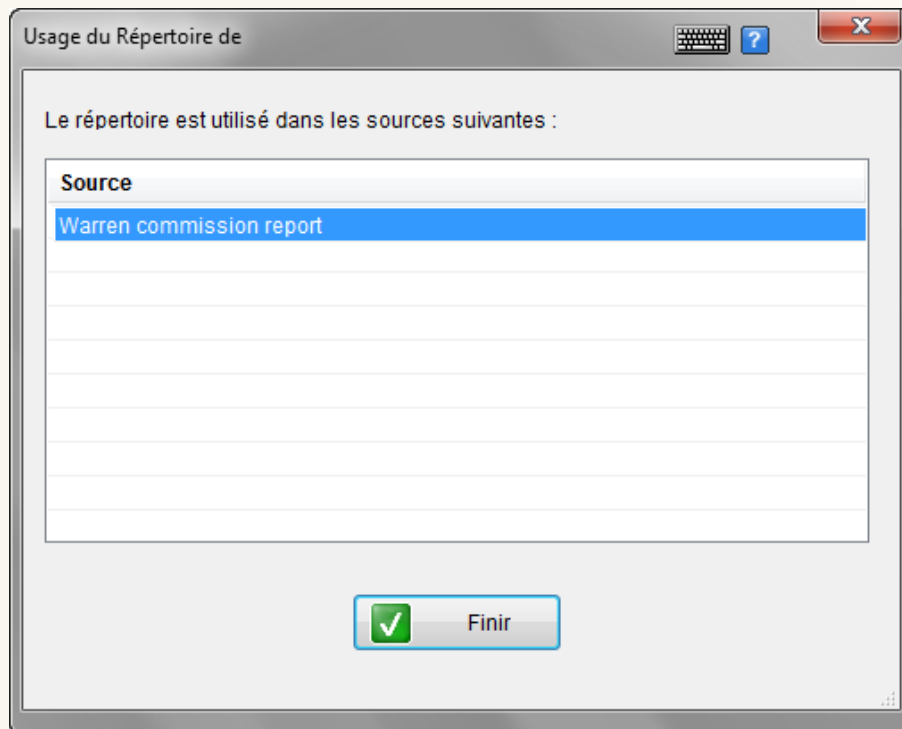 Usage du Répertoire de
?
X
Le répertoire est utilisé dans les sources suivantes :
Source
Warren commission report
Finir